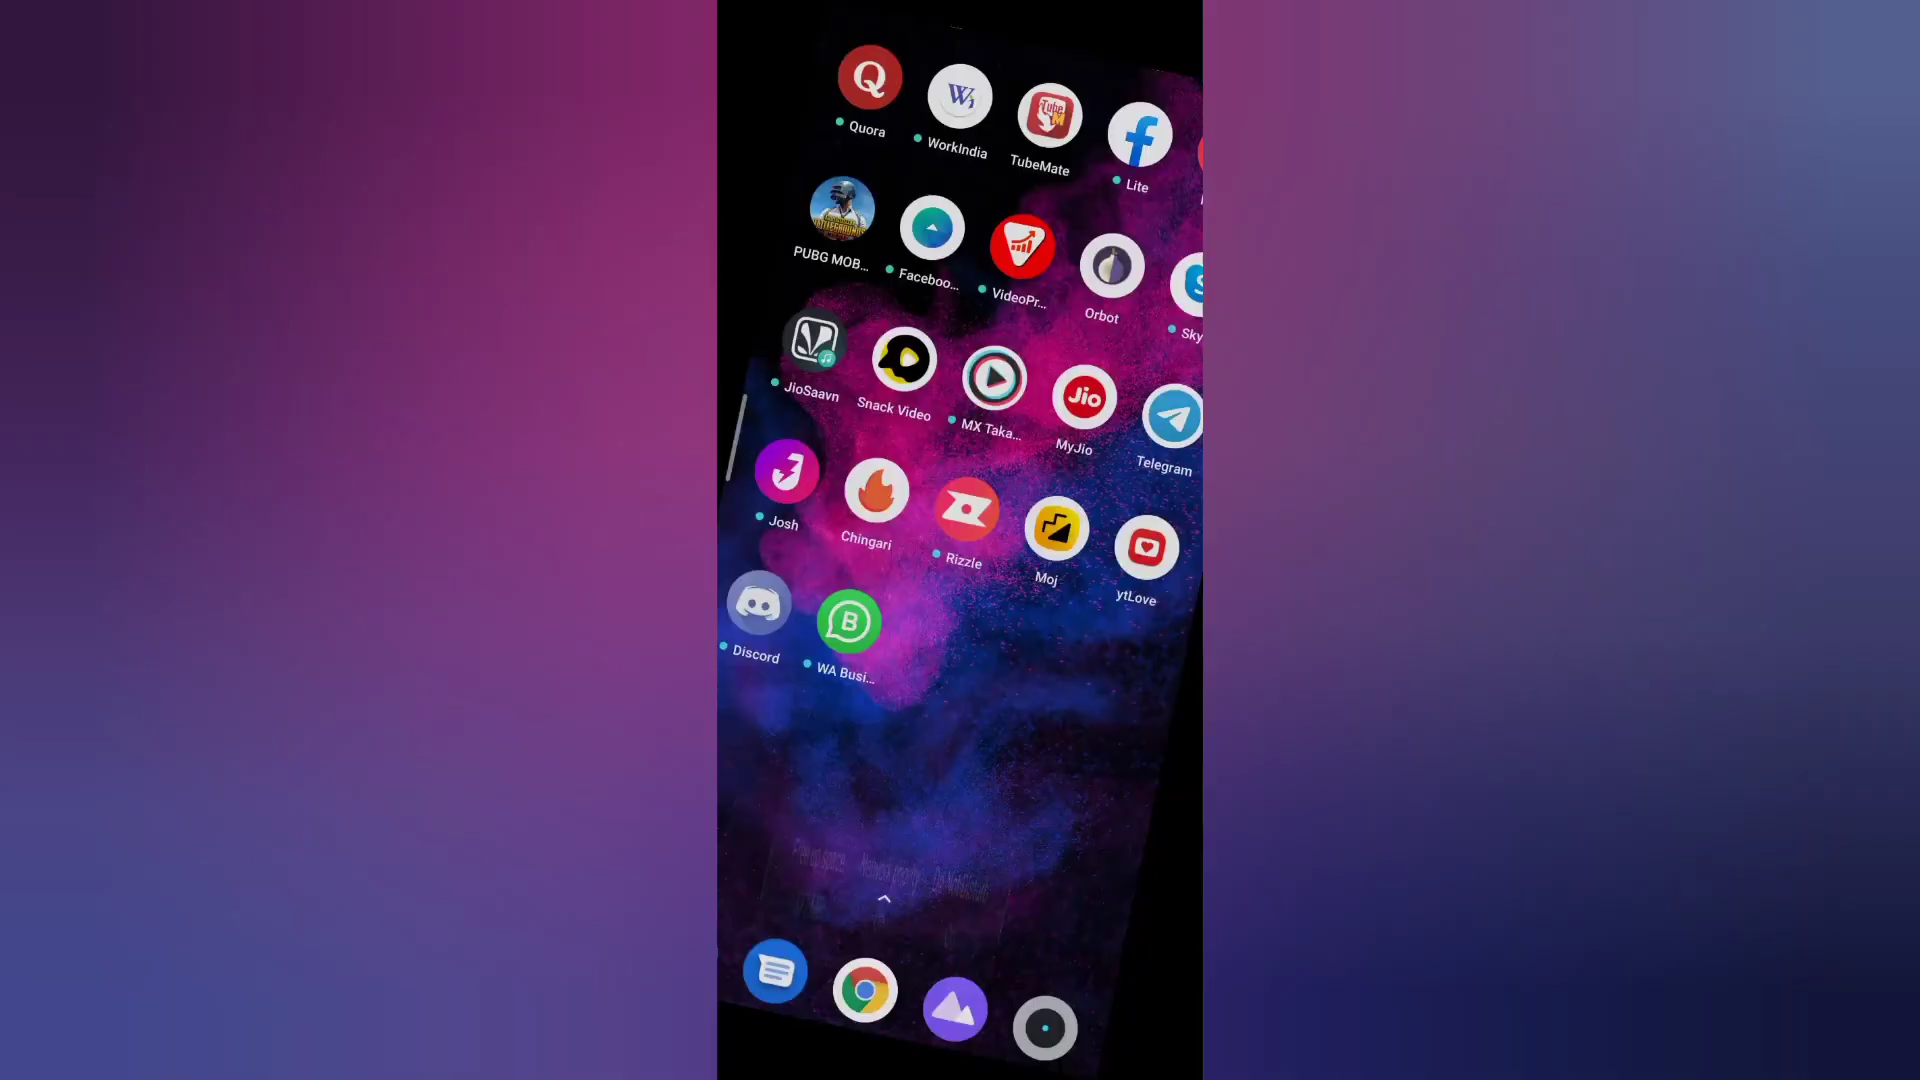 Quora
WorkIndia
TubeMate
Lite
PUBG MOB...
Faceboo...
VideoPr...
Orbot
Sky
JioSaavn
Snack Video
MX Taka...
MyJio
Telegram
Josh
Chingari
Rizzle
Moj
ytLove
Discord
WA Busi...